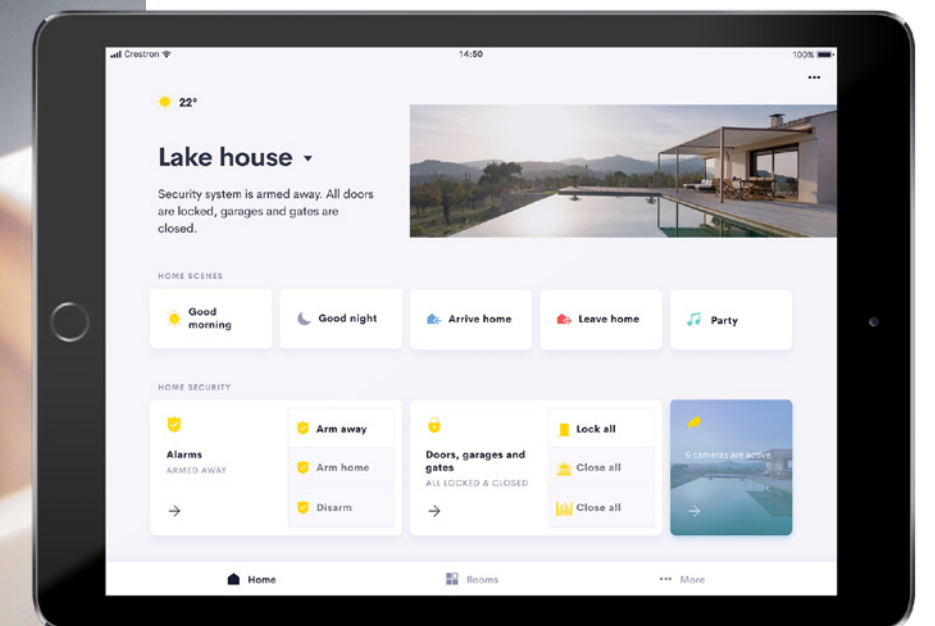 Crestron
14:50
100%
22°
Lake house
Security system is armed away. All doors
are locked, garages and gates are
closed.
HOME SCENES
Good
morning
Good night
Arrive home
Leave home
Party
HOME SECURITY
Alarms
ARMED AWAY
Arm away
Arm home
Disarm
Doors, garages and
gates
ALL LOCKED & CLOSED
Lock all
Close all
Close all
6 cameras are active
Home
Rooms
More